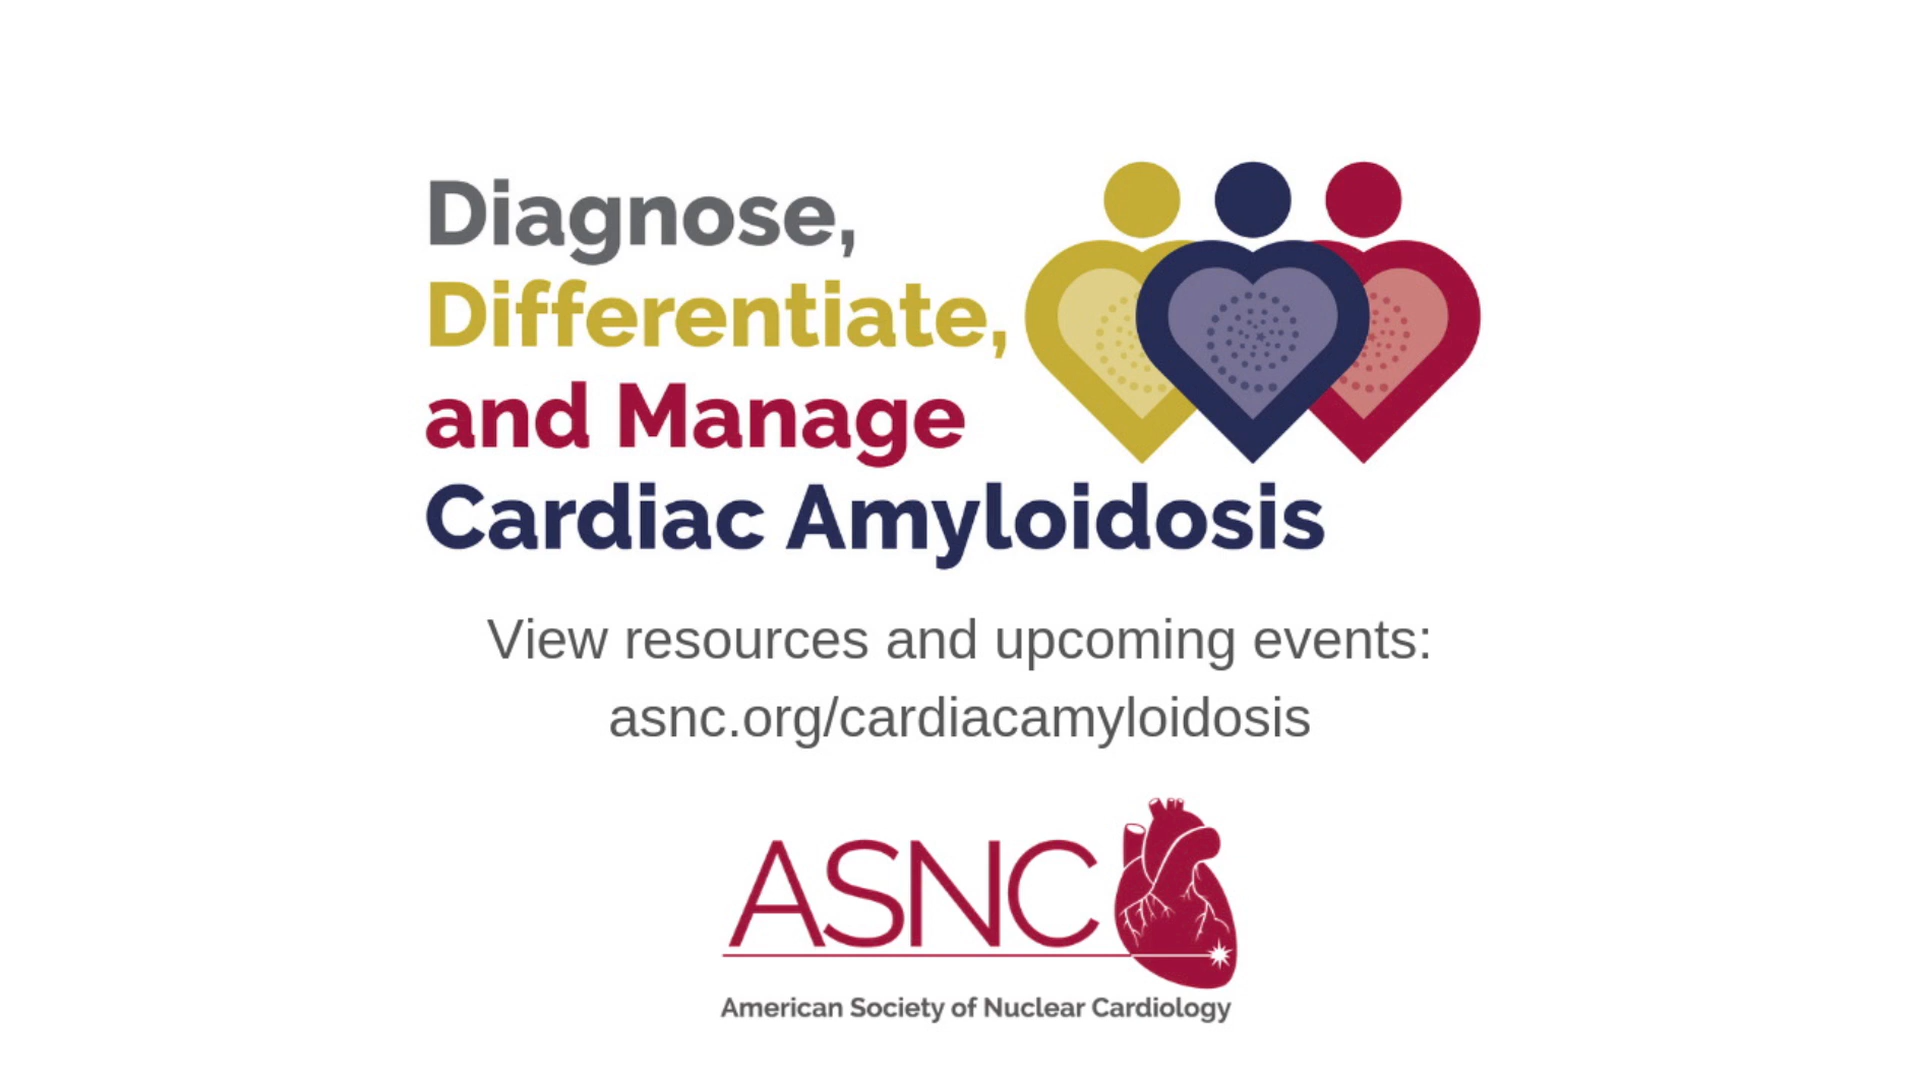 Diagnose,
Differentiate,
and Manage
Cardiac Amyloidosis
View resources and upcoming events:
asnc.org/cardiacamyloidosis
ASNC
American Society of Nuclear Cardiology